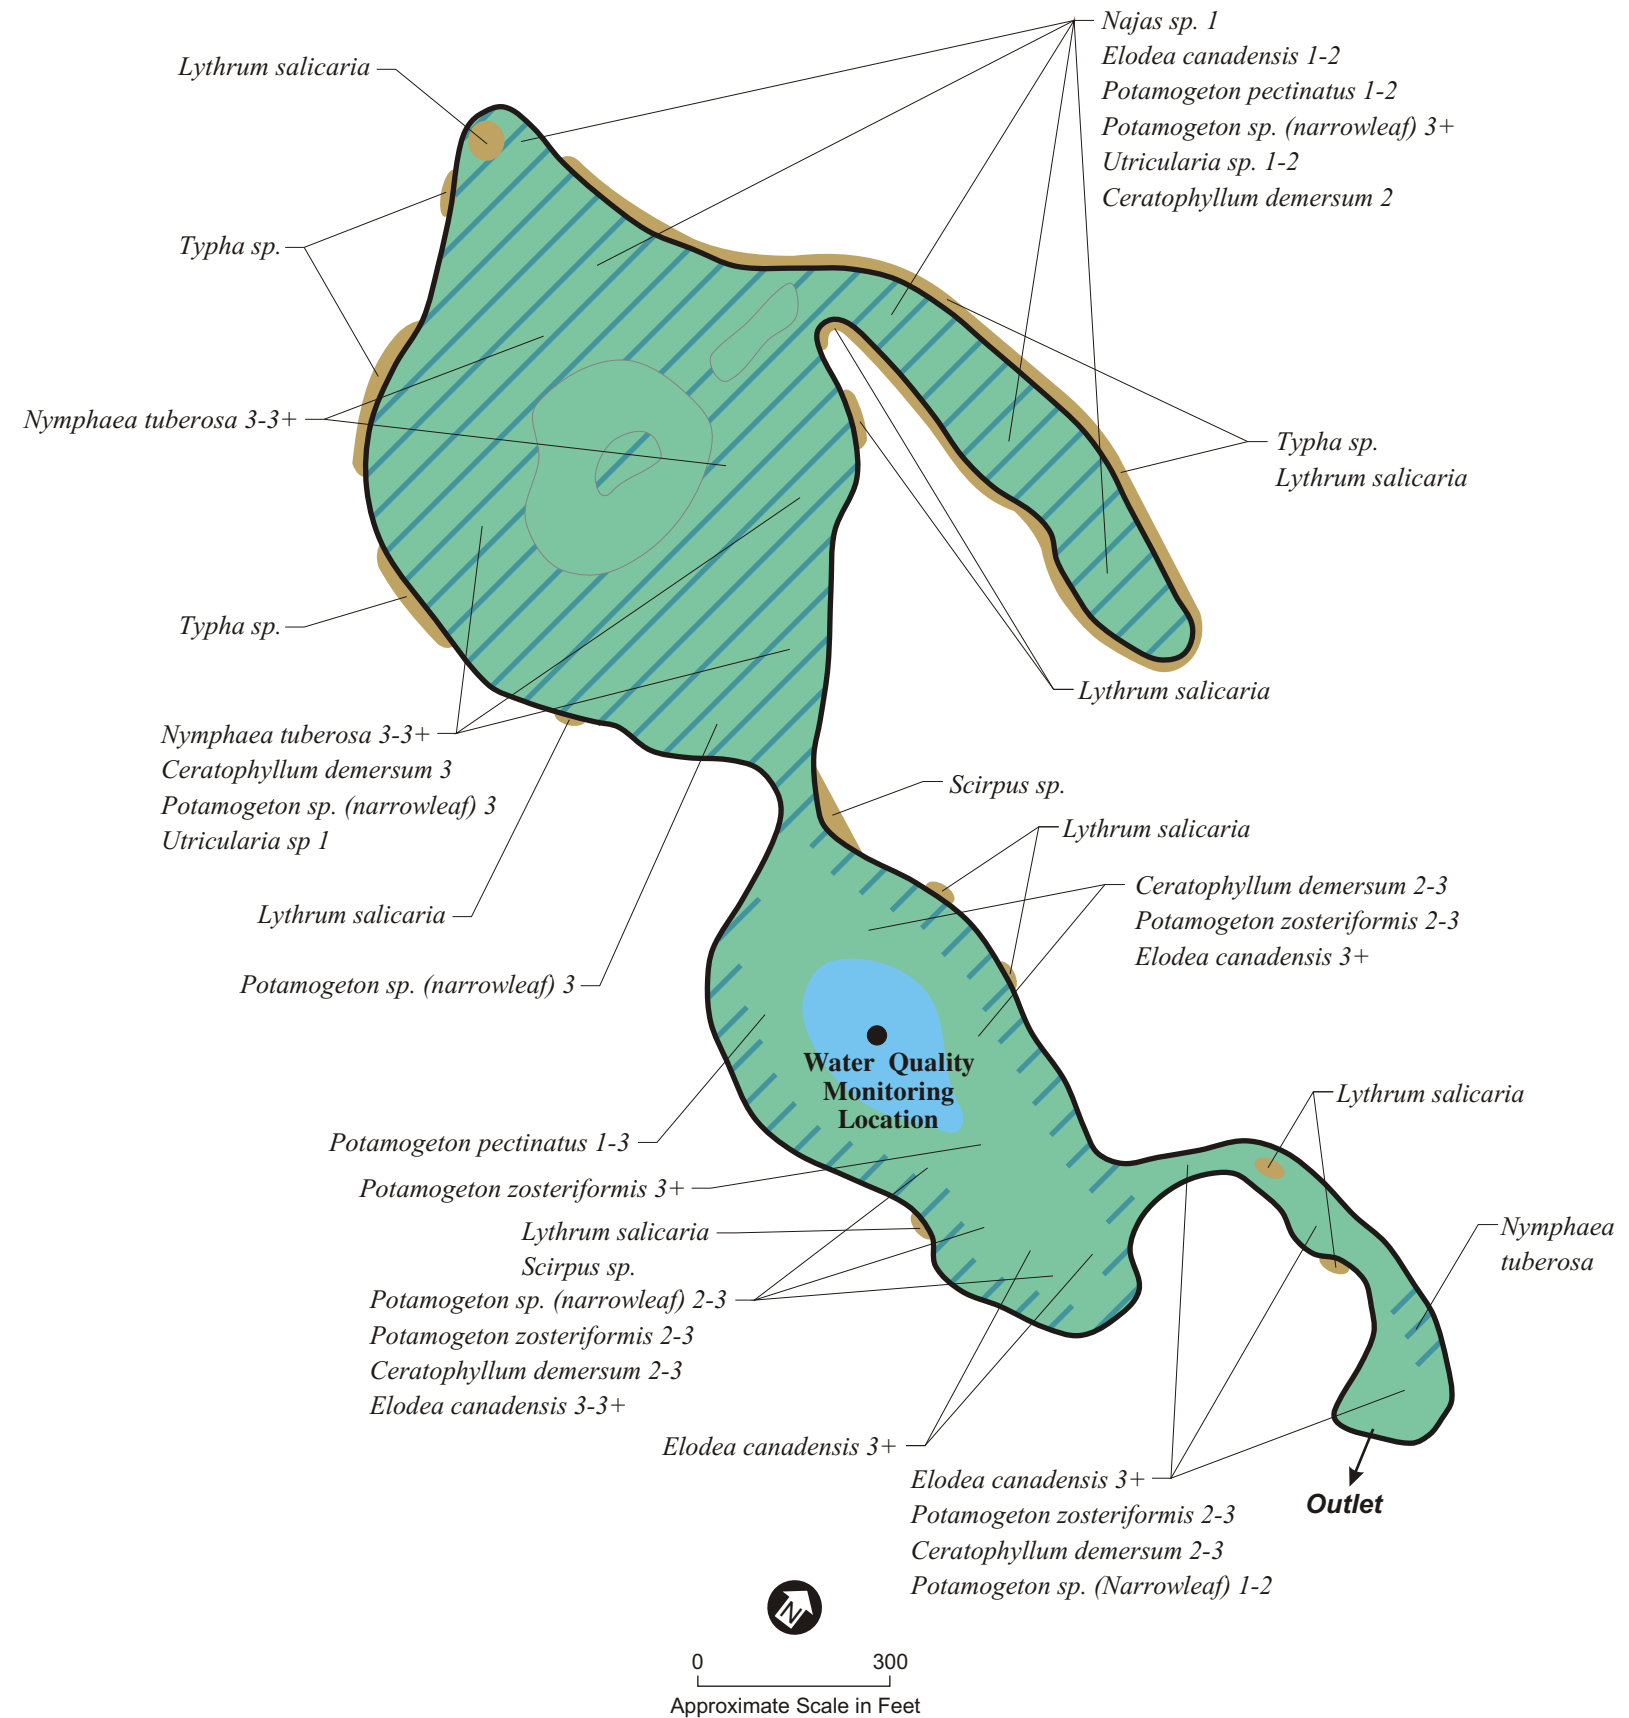 Najas sp. 1
Elodea canadensis 1-2
Potamogeton pectinatus 1-2
Potamogeton sp. (narrowleaf) 3+
Utricularia sp. 1-2
Ceratophyllum demersum 2
Lythrum salicaria
Typha sp.
Nymphaea tuberosa 3-3+
Typha sp.
Lythrum salicaria
Typha sp.
Lythrum salicaria
Nymphaea tuberosa 3-3+
Ceratophyllum demersum 3
Potamogeton sp. (narrowleaf) 3
Utricularia sp 1
Scirpus sp.
Lythrum salicaria
Ceratophyllum demersum 2-3
Potamogeton zosteriformis 2-3
Elodea canadensis 3+
Lythrum salicaria
Potamogeton sp. (narrowleaf) 3
Water Quality
Monitoring
Location
Lythrum salicaria
Potamogeton pectinatus 1-3
Potamogeton zosteriformis 3+
Lythrum salicaria
Scirpus sp.
Nymphaea
tuberosa
Potamogeton sp. (narrowleaf) 2-3
Potamogeton zosteriformis 2-3
Ceratophyllum demersum 2-3
Elodea canadensis 3-3+
Elodea canadensis 3+
Elodea canadensis 3+
Potamogeton zosteriformis 2-3
Ceratophyllum demersum 2-3
Potamogeton sp. (Narrowleaf) 1-2
Outlet
N
0 300
Approximate Scale in Feet